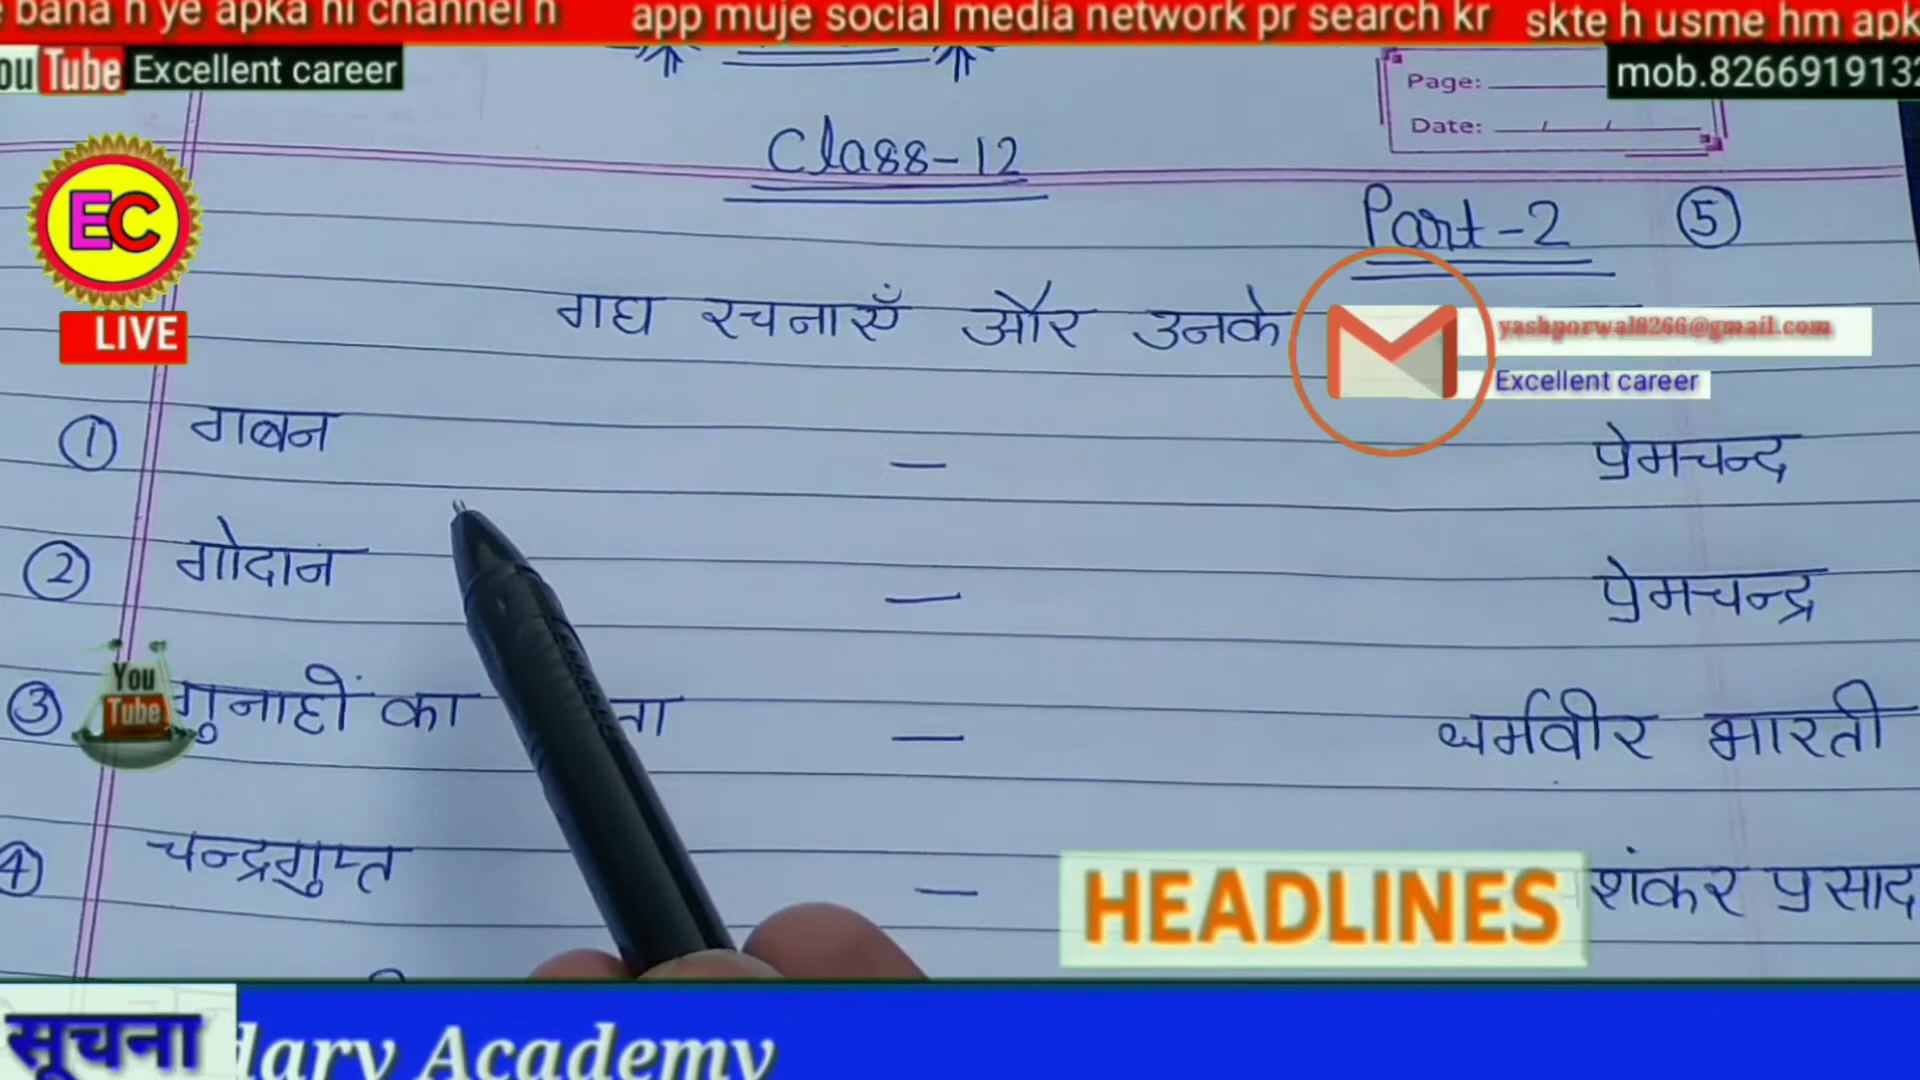 bana h ye apka hi channel h app muje social media network pr search kr skte h usme hm apk
You Tube Excellent career
mob.826691913
Page:
Date:
Class-12
Part-2 ⑤
EC
LIVE
गद्य रचनाएँ और उनके
yashporwal8266@gmail.com
Excellent career
① गबन - प्रेमचन्द
② गोदान - प्रेमचन्द्र
③ गुनाहों का ता - धर्मवीर भारती
You
Tube
④ चन्द्रगुप्त - शंकर प्रसाद
HEADLINES
सूचना dary Academy